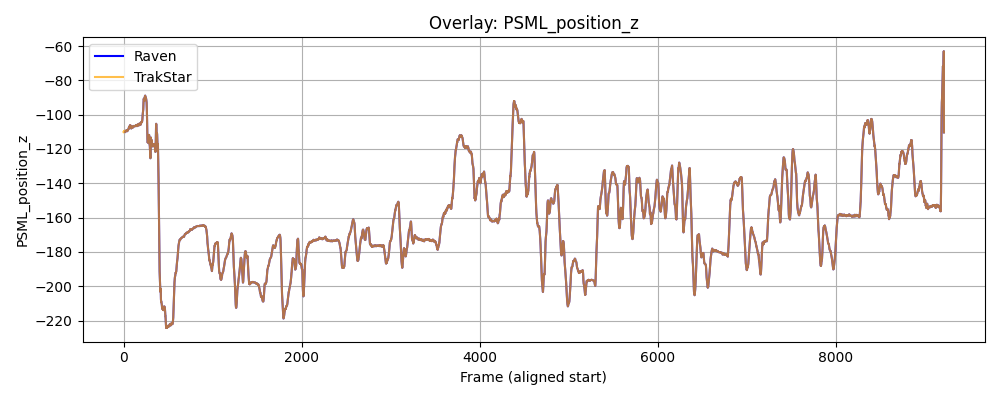 Overlay: PSML_position_z
Raven
TrakStar
PSML_position_z
−60
−80
−100
−120
−140
−160
−180
−200
−220
0
2000
4000
6000
8000
Frame (aligned start)